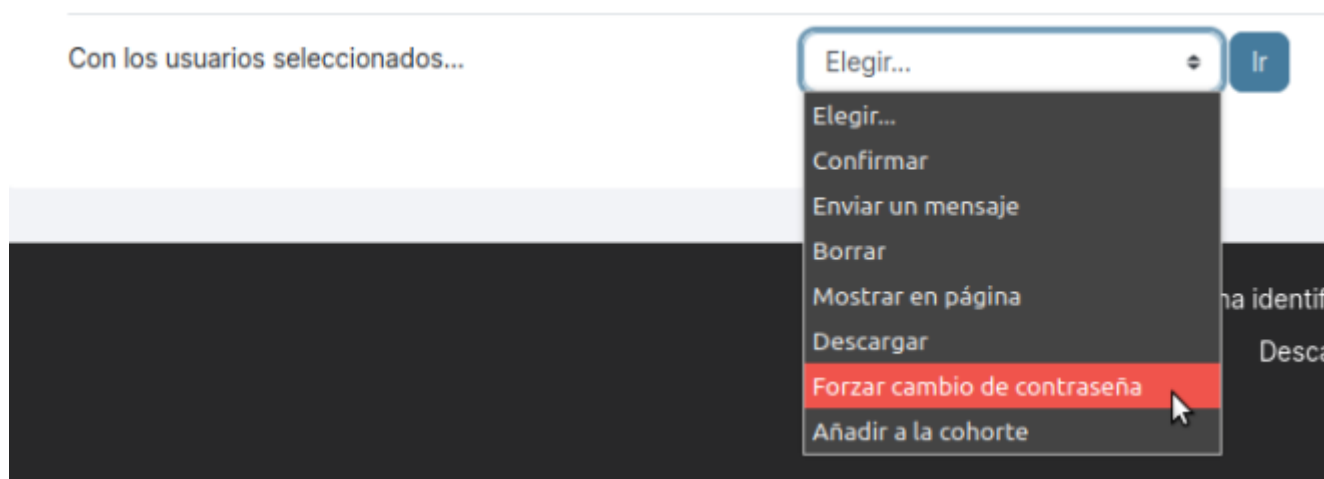 Con los usuarios seleccionados...
Elegir...
Ir
Elegir...
Confirmar
Enviar un mensaje
Borrar
Mostrar en página
Descargar
Forzar cambio de contraseña
Añadir a la cohorte